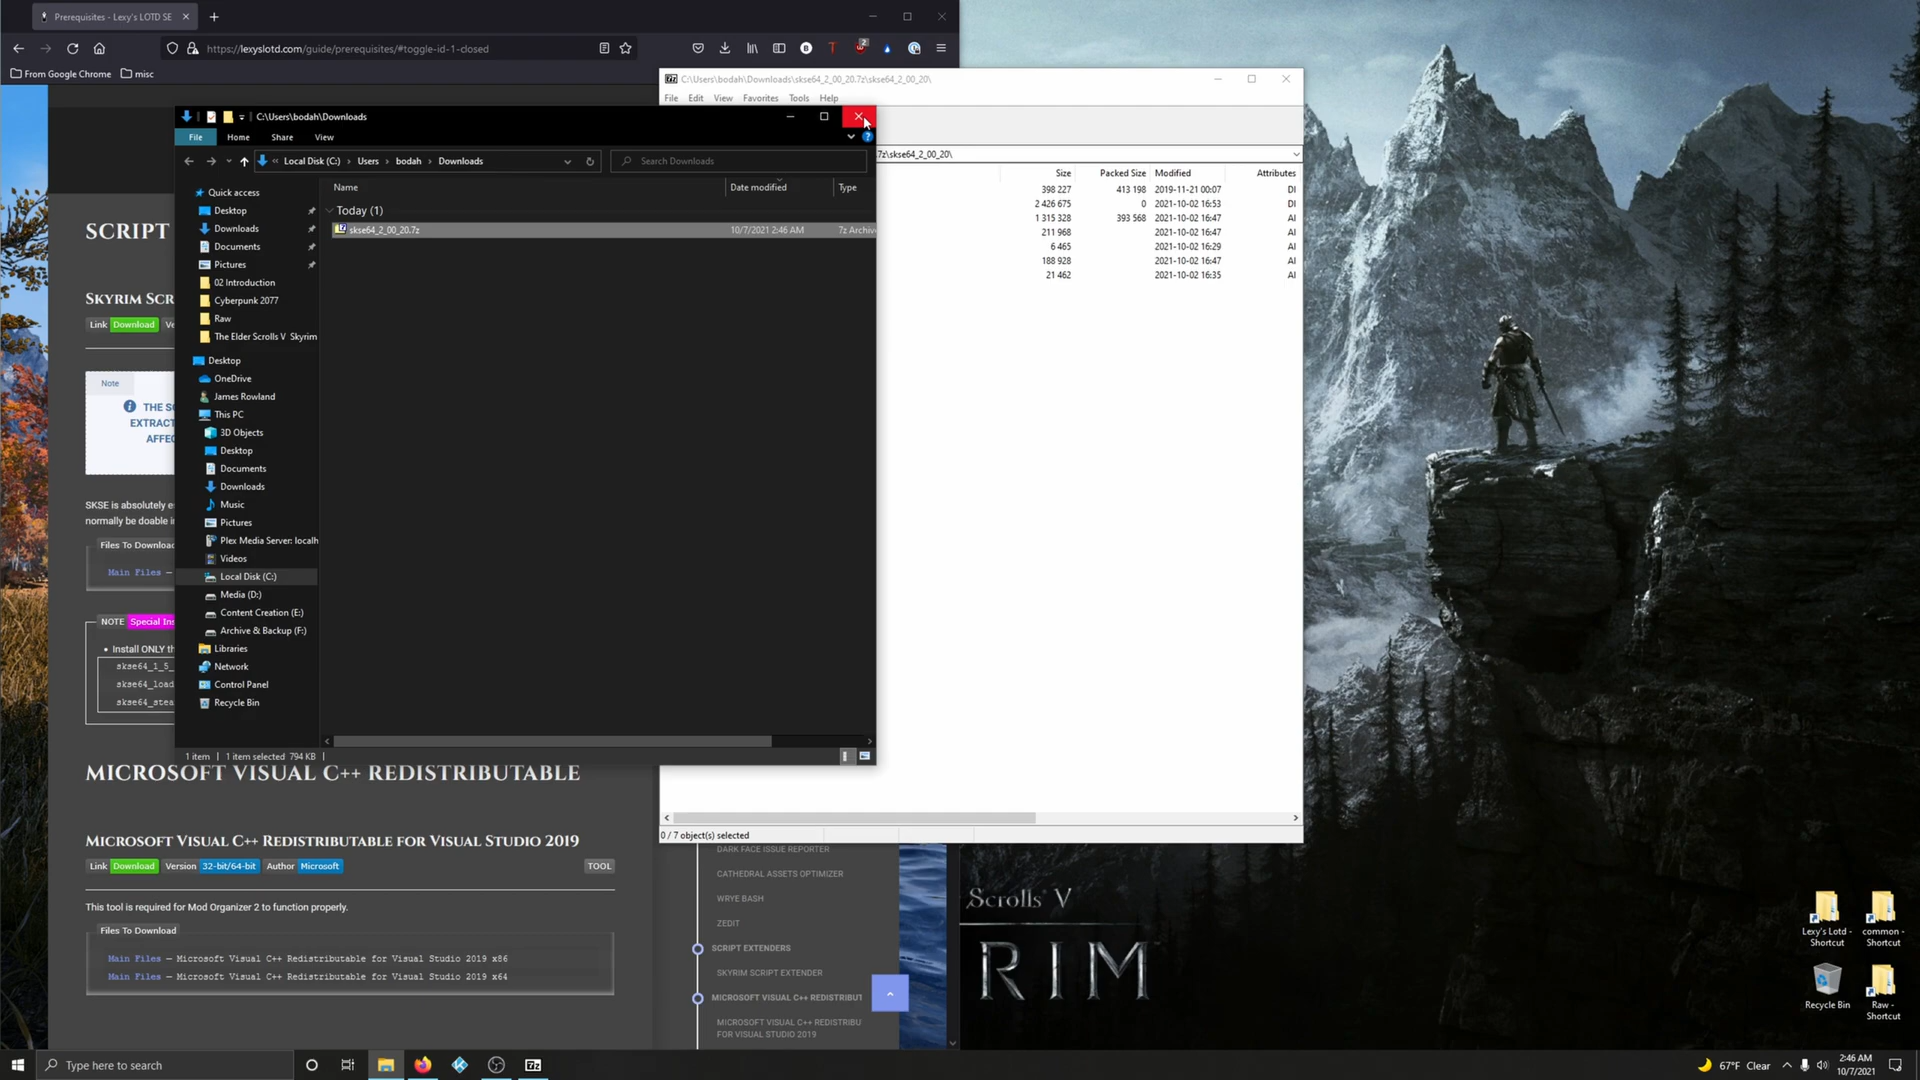 Prerequisites - Lexy's LOTD SE
https://lexyslotd.com/guide/prerequisites/#toggle-id-1-closed
2
From Google Chrome
misc
C:\Users\bodah\Downloads\skse64_2_00_20.7z\skse64_2_00_20\
File Edit View Favorites Tools Help
C:\Users\bodah\Downloads
File Home Share View
Local Disk (C:) > Users > bodah > Downloads
Search Downloads
.7z\skse64_2_00_20\
Name Date modified Type
Size Packed Size Modified Attributes
398 227 413 198 2019-11-21 00:07 DI
2 426 675 0 2021-10-02 16:53 DI
1 315 328 393 568 2021-10-02 16:47 AI
211 968 2021-10-02 16:47 AI
6 465 2021-10-02 16:29 AI
188 928 2021-10-02 16:47 AI
21 462 2021-10-02 16:35 AI
Today (1)
skse64_2_00_20.7z 10/7/2021 2:46 AM 7z Archiv
Quick access
Desktop
Downloads
Documents
Pictures
02 Introduction
Cyberpunk 2077
Raw
The Elder Scrolls V Skyrim
Desktop
OneDrive
James Rowland
This PC
3D Objects
Desktop
Documents
Downloads
Music
Pictures
Plex Media Server: localh
Videos
Local Disk (C:)
Media (D:)
Content Creation (E:)
Archive & Backup (F:)
Libraries
Network
Control Panel
Recycle Bin
1 item 1 item selected 794 KB
SCRIPT
SKYRIM SCR
Link Download Ve
Note
THE SC
EXTRACT
AFFE
SKSE is absolutely e
normally be doable i
Files To Download
Main Files –
NOTE Special Ins
• Install ONLY th
skse64_1_5_
skse64_load
skse64_stea
MICROSOFT VISUAL C++ REDISTRIBUTABLE
MICROSOFT VISUAL C++ REDISTRIBUTABLE FOR VISUAL STUDIO 2019
Link Download Version 32-bit/64-bit Author Microsoft TOOL
This tool is required for Mod Organizer 2 to function properly.
Files To Download
Main Files – Microsoft Visual C++ Redistributable for Visual Studio 2019 x86
Main Files – Microsoft Visual C++ Redistributable for Visual Studio 2019 x64
0 / 7 object(s) selected
DARK FACE ISSUE REPORTER
CATHEDRAL ASSETS OPTIMIZER
WRYE BASH
ZEDIT
SCRIPT EXTENDERS
SKYRIM SCRIPT EXTENDER
MICROSOFT VISUAL C++ REDISTRIBUT
MICROSOFT VISUAL C++ REDISTRIBU
FOR VISUAL STUDIO 2019
Scrolls V
RIM
Lexy's Lotd -
Shortcut
common -
Shortcut
Recycle Bin
Raw -
Shortcut
Type here to search
67°F Clear
2:46 AM
10/7/2021